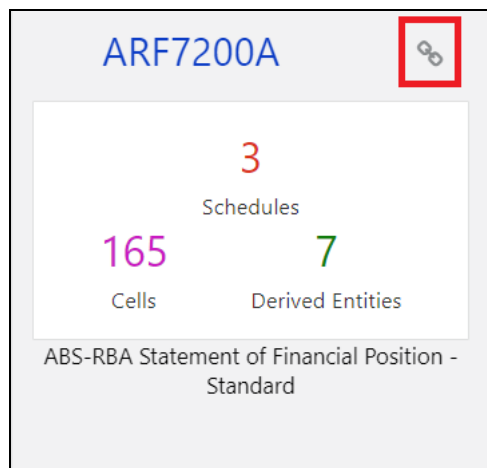 ARF7200A
3
Schedules
165
7
Cells
Derived Entities
ABS-RBA Statement of Financial Position -
Standard